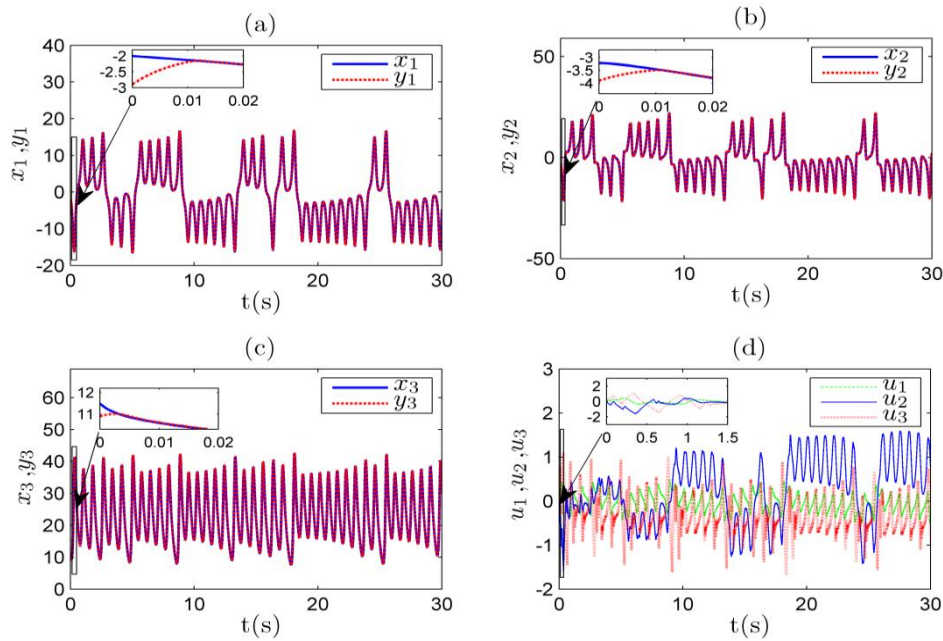 (a)
40
30
20
10
0
-10
-20
x1 ,y1
-2
-2.5
-3
0 0.01 0.02
x1
y1
0 10 20 30
t(s)
(b)
50
0
-50
x2 ,y2
-3
-3.5
-4
0 0.01 0.02
x2
y2
0 10 20 30
t(s)
(c)
60
50
40
30
20
10
0
x3 ,y3
12
11
0 0.01 0.02
x3
y3
0 10 20 30
t(s)
(d)
3
2
1
0
-1
-2
u1 ,u2 ,u3
2
0
-2
0 0.5 1 1.5
u1
u2
u3
0 10 20 30
t(s)